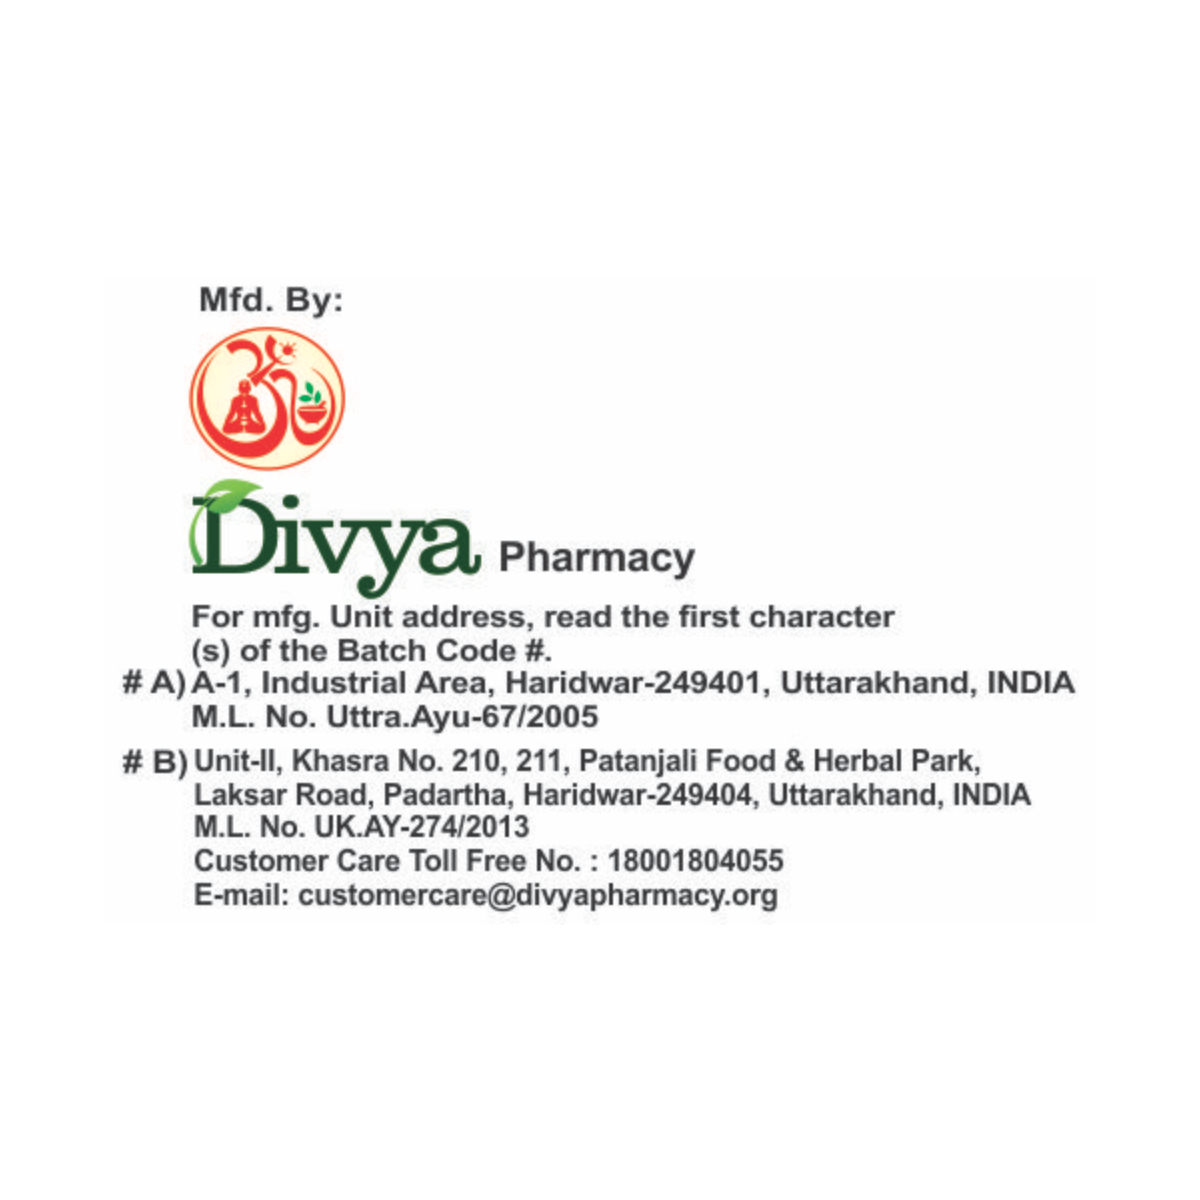 Mfd. By:
Divya Pharmacy
For mfg. Unit address, read the first character
(s) of the Batch Code #.
# A) A-1, Industrial Area, Haridwar-249401, Uttarakhand, INDIA
M.L. No. Uttra.Ayu-67/2005
# B) Unit-II, Khasra No. 210, 211, Patanjali Food & Herbal Park,
Laksar Road, Padartha, Haridwar-249404, Uttarakhand, INDIA
M.L. No. UK.AY-274/2013
Customer Care Toll Free No. : 18001804055
E-mail: customercare@divyapharmacy.org